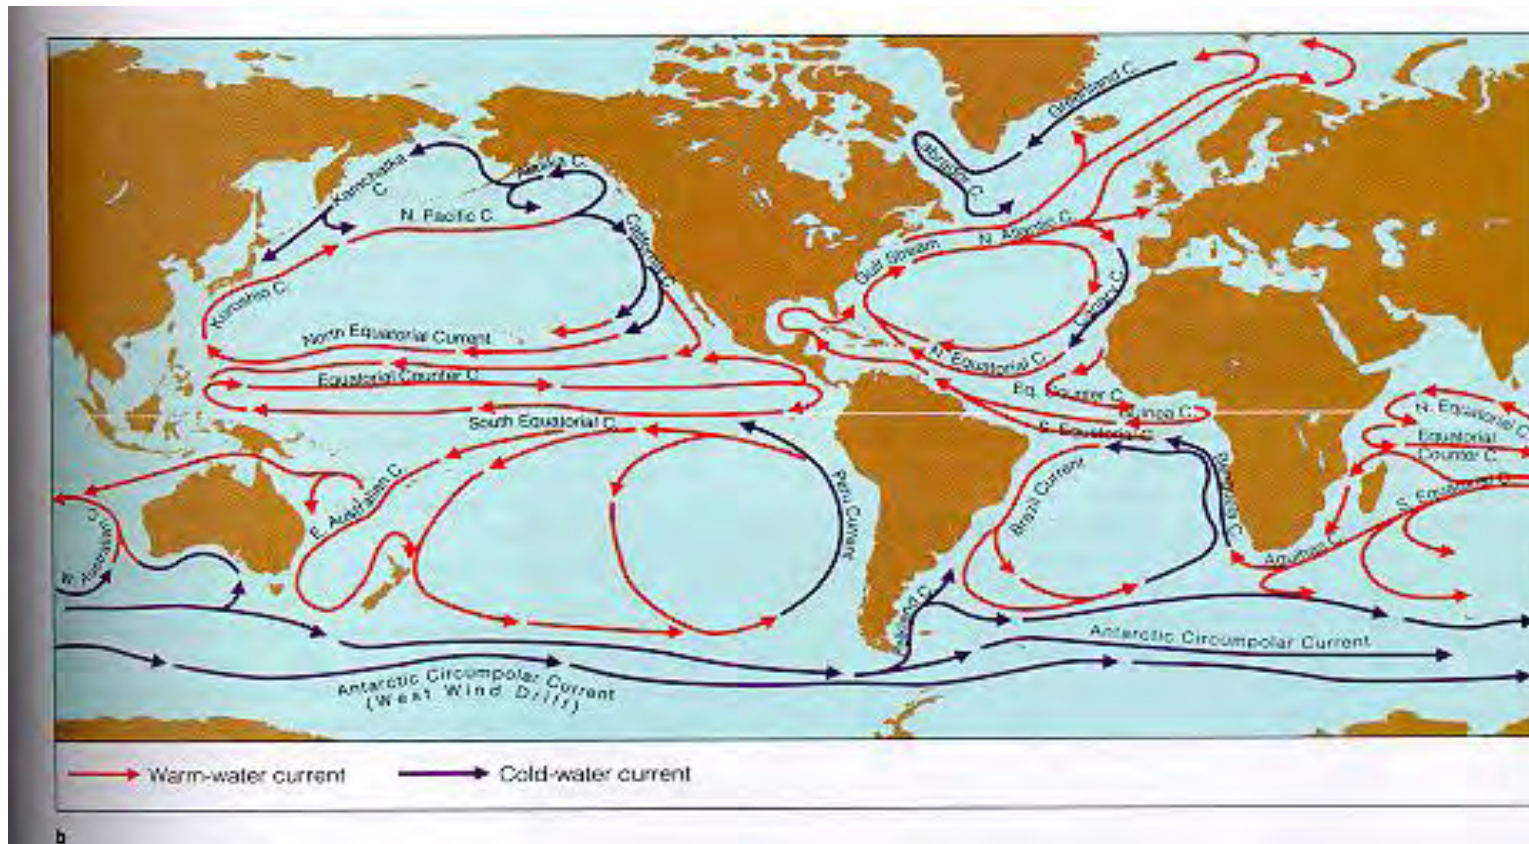 Greenland C.
Labrador C.
Alaska C.
Kamchatka
C.
N. Pacific C.
California C.
Kuroshio C.
Gulf Stream
N. Atlantic C.
Canary C.
North Equatorial Current
N. Equatorial C.
Equatorial Counter C.
Eq. Counter C.
Guinea C.
South Equatorial C.
S. Equatorial C.
N. Equatorial C.
Equatorial
Counter C.
S. Equatorial C.
E. Australian C.
W. Australian C.
Peru Current
Brazil Current
Benguela C.
Agulhas C.
Falkland C.
Antarctic Circumpolar Current
Antarctic Circumpolar Current
(West Wind Drift)
Warm-water current
Cold-water current
b